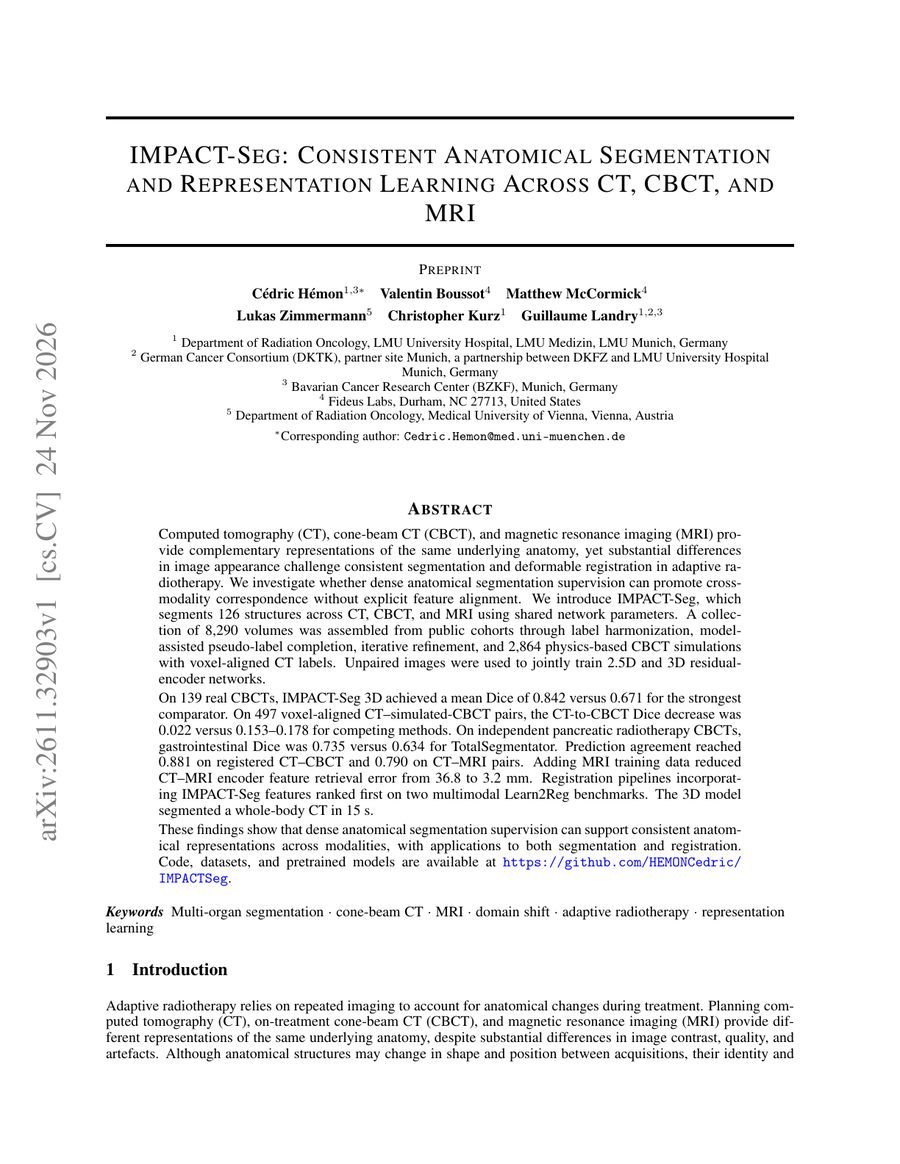 IMPACT-SEG: CONSISTENT ANATOMICAL SEGMENTATION
AND REPRESENTATION LEARNING ACROSS CT, CBCT, AND
MRI
PREPRINT
Cédric Hémon1,3∗ Valentin Boussot4 Matthew McCormick4
Lukas Zimmermann5 Christopher Kurz1 Guillaume Landry1,2,3
1 Department of Radiation Oncology, LMU University Hospital, LMU Medizin, LMU Munich, Germany
2 German Cancer Consortium (DKTK), partner site Munich, a partnership between DKFZ and LMU University Hospital
Munich, Germany
3 Bavarian Cancer Research Center (BZKF), Munich, Germany
4 Fideus Labs, Durham, NC 27713, United States
5 Department of Radiation Oncology, Medical University of Vienna, Vienna, Austria
∗Corresponding author: Cedric.Hemon@med.uni-muenchen.de
arXiv:2611.32903v1 [cs.CV] 24 Nov 2026
ABSTRACT
Computed tomography (CT), cone-beam CT (CBCT), and magnetic resonance imaging (MRI) pro-
vide complementary representations of the same underlying anatomy, yet substantial differences
in image appearance challenge consistent segmentation and deformable registration in adaptive ra-
diotherapy. We investigate whether dense anatomical segmentation supervision can promote cross-
modality correspondence without explicit feature alignment. We introduce IMPACT-Seg, which
segments 126 structures across CT, CBCT, and MRI using shared network parameters. A collec-
tion of 8,290 volumes was assembled from public cohorts through label harmonization, model-
assisted pseudo-label completion, iterative refinement, and 2,864 physics-based CBCT simulations
with voxel-aligned CT labels. Unpaired images were used to jointly train 2.5D and 3D residual-
encoder networks.
On 139 real CBCTs, IMPACT-Seg 3D achieved a mean Dice of 0.842 versus 0.671 for the strongest
comparator. On 497 voxel-aligned CT–simulated-CBCT pairs, the CT-to-CBCT Dice decrease was
0.022 versus 0.153–0.178 for competing methods. On independent pancreatic radiotherapy CBCTs,
gastrointestinal Dice was 0.735 versus 0.634 for TotalSegmentator. Prediction agreement reached
0.881 on registered CT–CBCT and 0.790 on CT–MRI pairs. Adding MRI training data reduced
CT–MRI encoder feature retrieval error from 36.8 to 3.2 mm. Registration pipelines incorporat-
ing IMPACT-Seg features ranked first on two multimodal Learn2Reg benchmarks. The 3D model
segmented a whole-body CT in 15 s.
These findings show that dense anatomical segmentation supervision can support consistent anatom-
ical representations across modalities, with applications to both segmentation and registration.
Code, datasets, and pretrained models are available at https://github.com/HEMONCedric/
IMPACTSeg.
Keywords Multi-organ segmentation · cone-beam CT · MRI · domain shift · adaptive radiotherapy · representation
learning
1 Introduction
Adaptive radiotherapy relies on repeated imaging to account for anatomical changes during treatment. Planning com-
puted tomography (CT), on-treatment cone-beam CT (CBCT), and magnetic resonance imaging (MRI) provide dif-
ferent representations of the same underlying anatomy, despite substantial differences in image contrast, quality, and
artefacts. Although anatomical structures may change in shape and position between acquisitions, their identity and